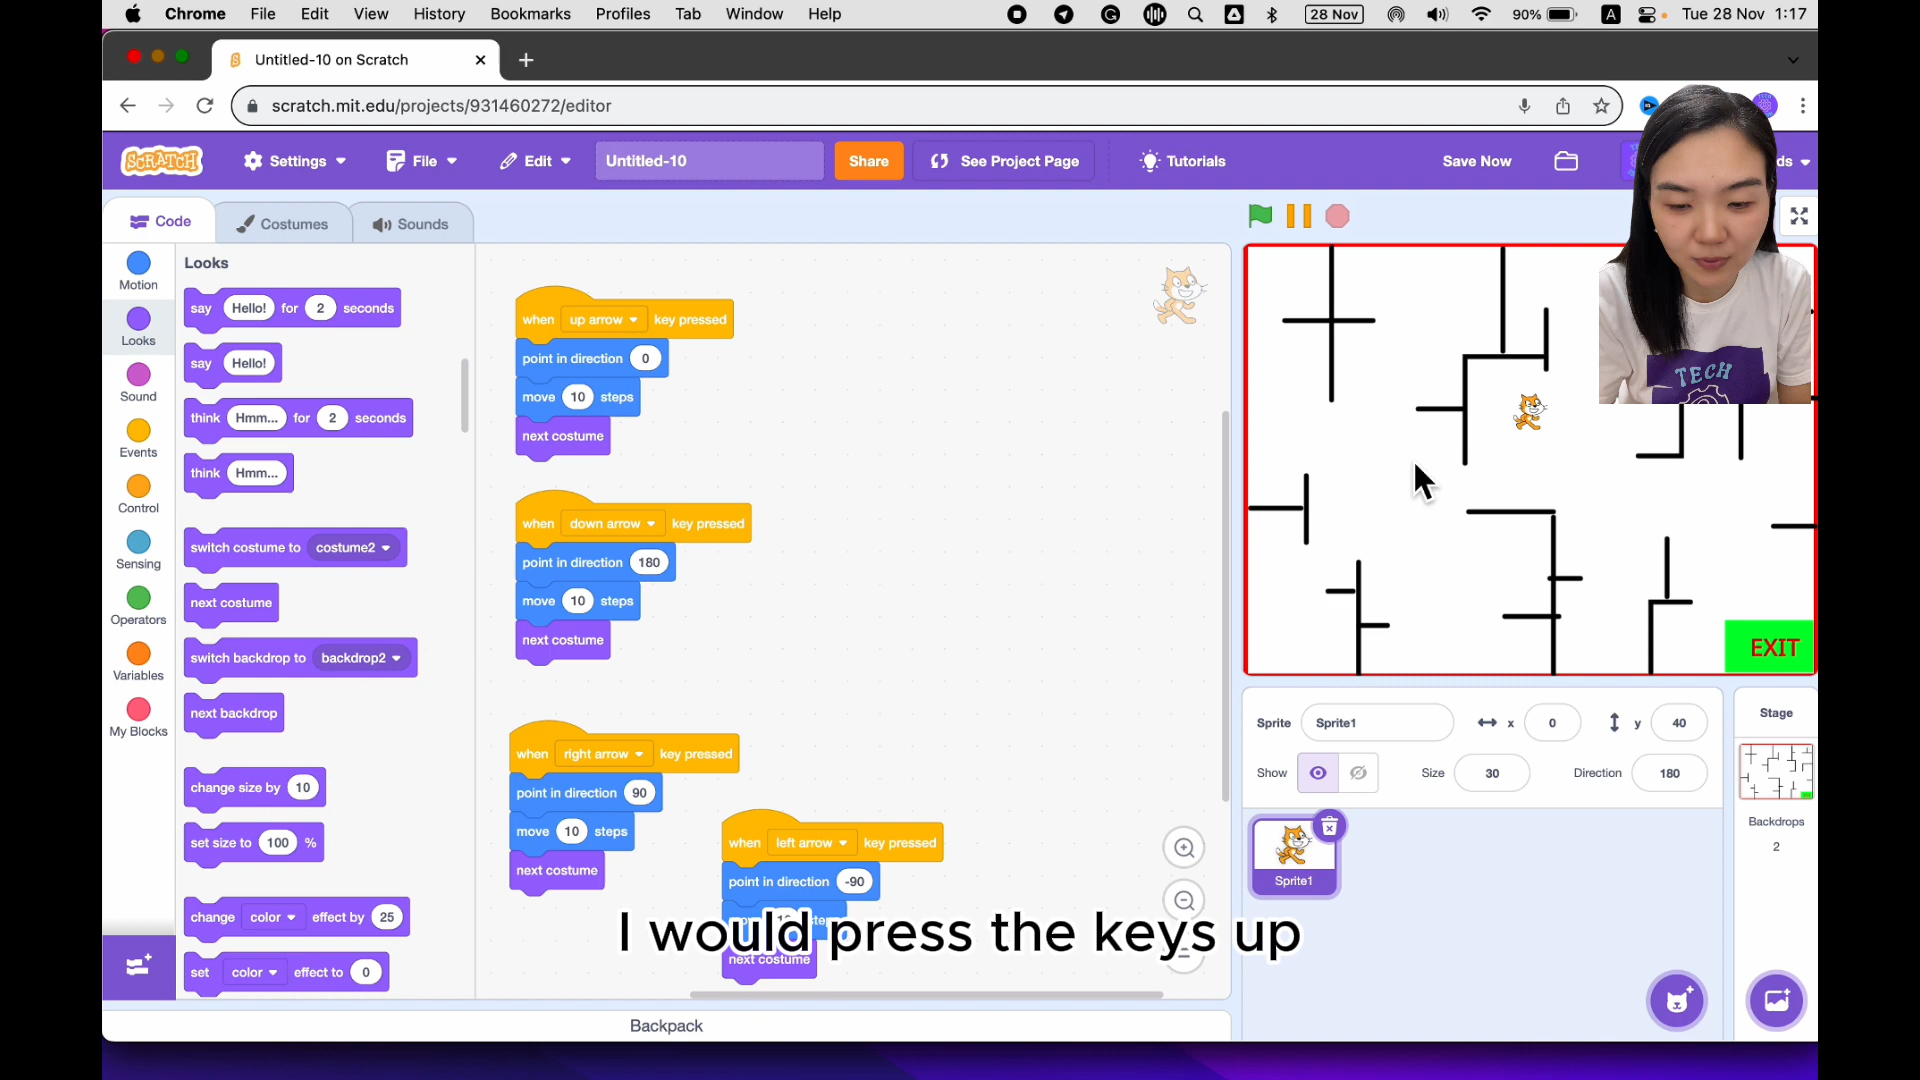 Chrome File Edit View History Bookmarks Profiles Tab Window Help 28 Nov 90% A Tue 28 Nov 1:17
Untitled-10 on Scratch
scratch.mit.edu/projects/931460272/editor
SCRATCH Settings File Edit Untitled-10 Share See Project Page Tutorials Save Now ds
Code Costumes Sounds
Motion
Looks
Sound
Events
Control
Sensing
Operators
Variables
My Blocks
Looks
say Hello! for 2 seconds
say Hello!
think Hmm... for 2 seconds
think Hmm...
switch costume to costume2
next costume
switch backdrop to backdrop2
next backdrop
change size by 10
set size to 100 %
change color effect by 25
set color effect to 0
when up arrow key pressed
point in direction 0
move 10 steps
next costume
when down arrow key pressed
point in direction 180
move 10 steps
next costume
when right arrow key pressed
point in direction 90
move 10 steps
next costume
when left arrow key pressed
point in direction -90
next costume
I would press the keys up
Backpack
TECH
EXIT
Sprite Sprite1 x 0 y 40
Show Size 30 Direction 180
Sprite1
Stage
Backdrops
2